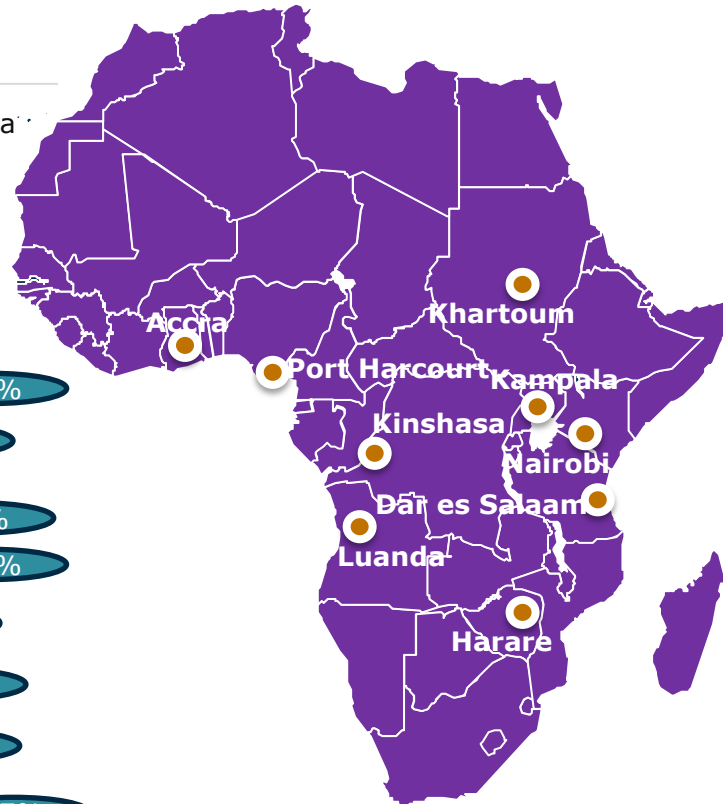 a
Khartoum
Accra
Port Harcourt
Kampala
%
Kinshasa
Nairobi
Dar es Salaam
%
Luanda
%
Harare